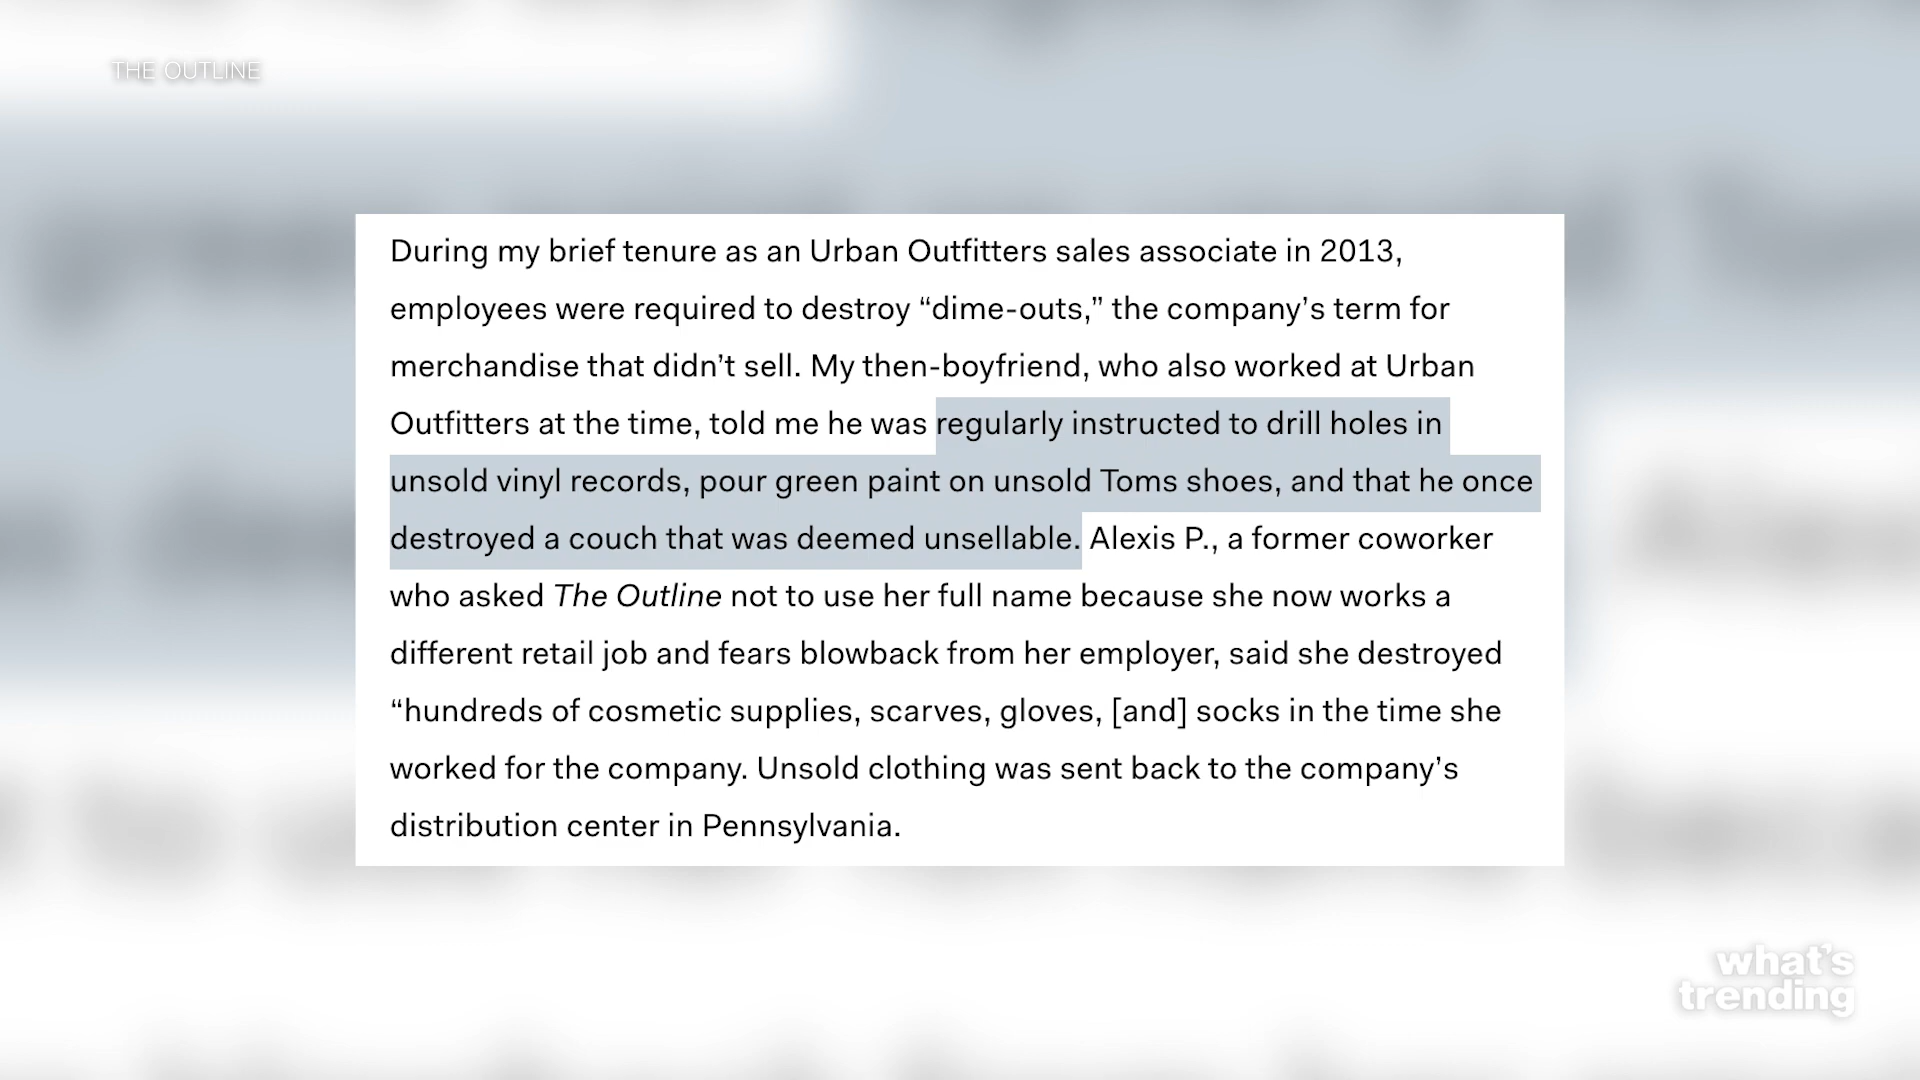 THE OUTLINE
During my brief tenure as an Urban Outfitters sales associate in 2013,
employees were required to destroy “dime-outs,” the company’s term for
merchandise that didn’t sell. My then-boyfriend, who also worked at Urban
Outfitters at the time, told me he was regularly instructed to drill holes in
unsold vinyl records, pour green paint on unsold Toms shoes, and that he once
destroyed a couch that was deemed unsellable. Alexis P., a former coworker
who asked The Outline not to use her full name because she now works a
different retail job and fears blowback from her employer, said she destroyed
“hundreds of cosmetic supplies, scarves, gloves, [and] socks in the time she
worked for the company. Unsold clothing was sent back to the company’s
distribution center in Pennsylvania.
what’s
trending